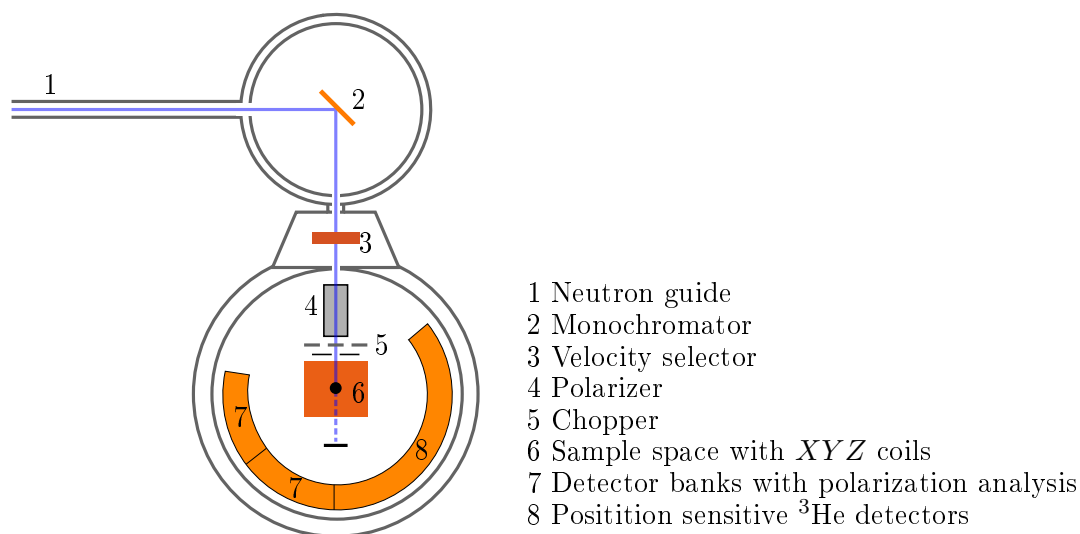 1
2
3
4
5
6
7
7
8
1 Neutron guide
2 Monochromator
3 Velocity selector
4 Polarizer
5 Chopper
6 Sample space with XYZ coils
7 Detector banks with polarization analysis
8 Positition sensitive ³He detectors